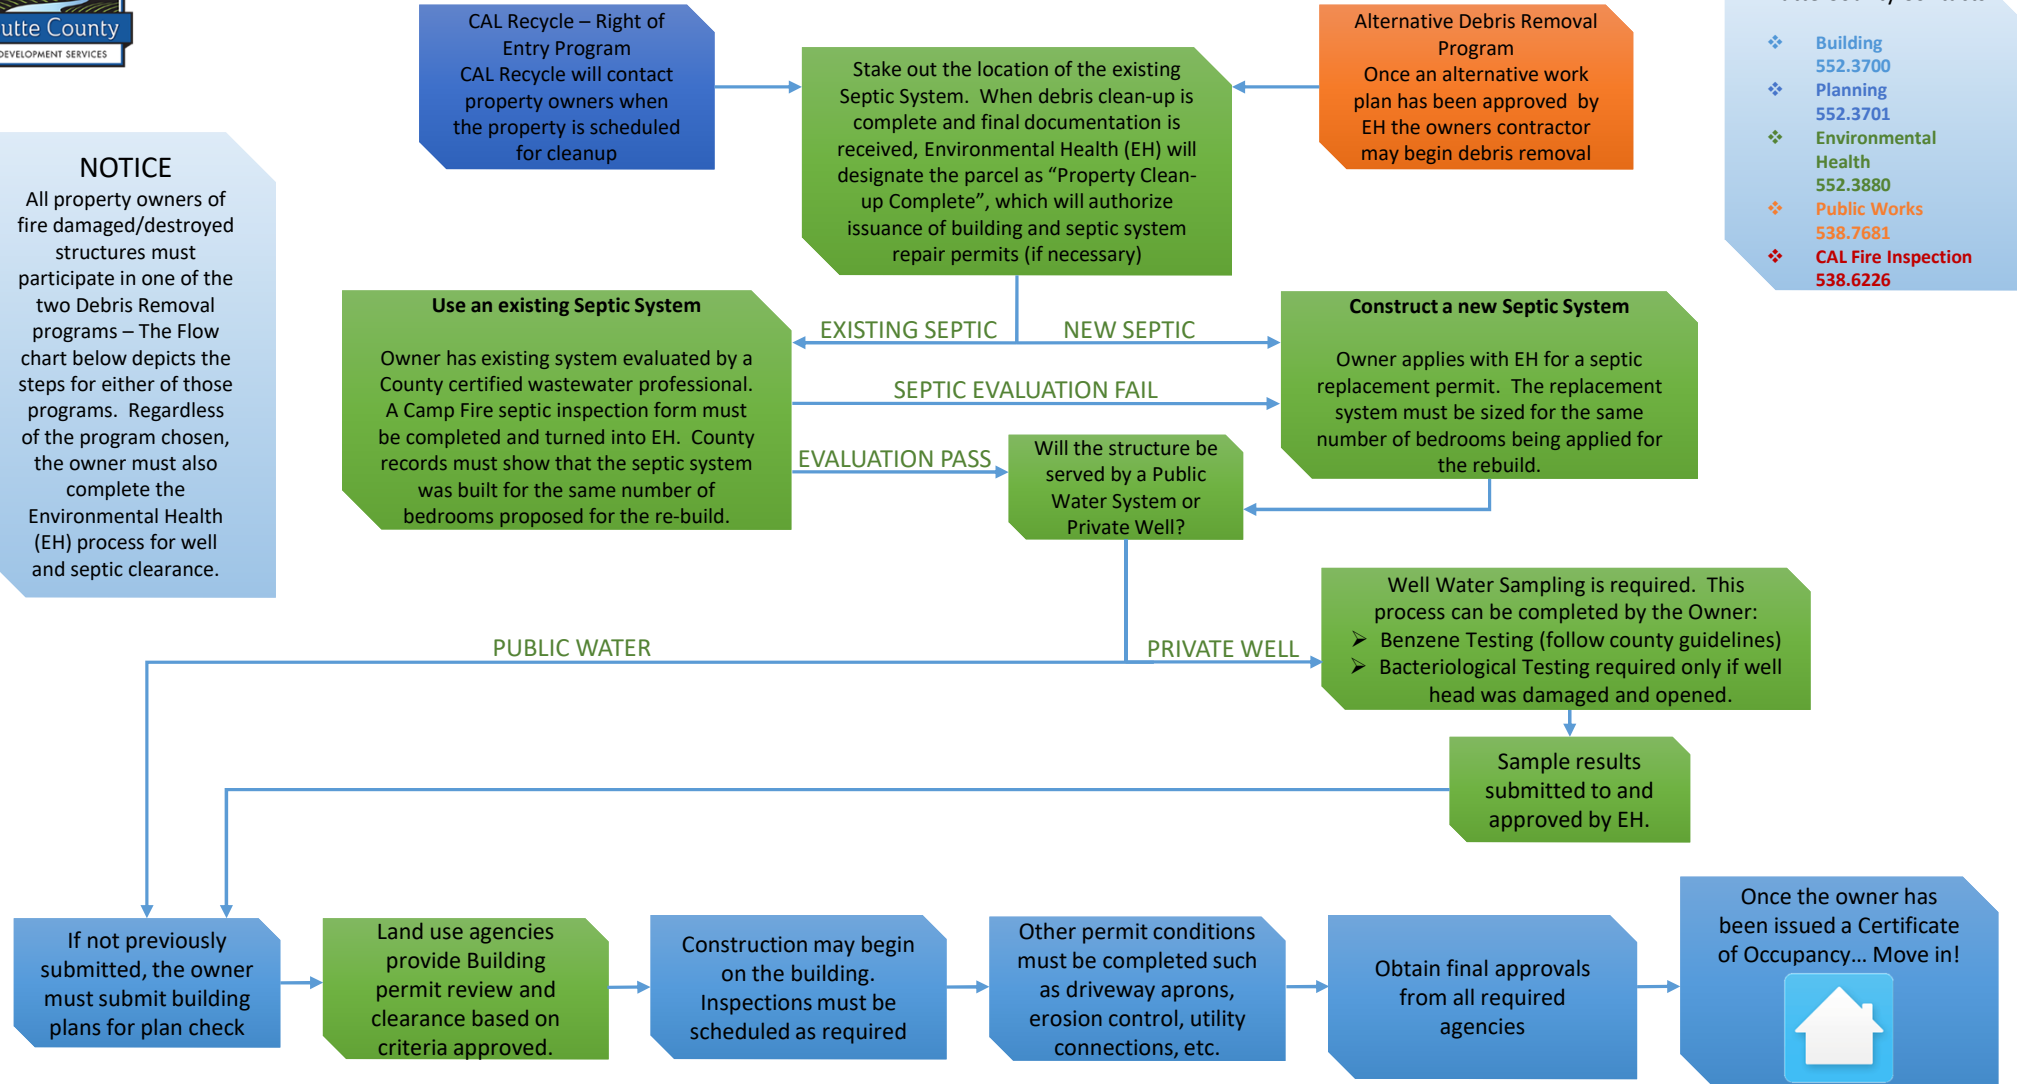 utte County
DEVELOPMENT SERVICES
CAL Recycle – Right of
Entry Program
CAL Recycle will contact
property owners when
the property is scheduled
for cleanup
Stake out the location of the existing
Septic System. When debris clean-up is
complete and final documentation is
received, Environmental Health (EH) will
designate the parcel as “Property Clean-
up Complete”, which will authorize
issuance of building and septic system
repair permits (if necessary)
Alternative Debris Removal
Program
Once an alternative work
plan has been approved by
EH the owners contractor
may begin debris removal
❖ Building
552.3700
❖ Planning
552.3701
❖ Environmental
Health
552.3880
❖ Public Works
538.7681
❖ CAL Fire Inspection
538.6226
NOTICE
All property owners of
fire damaged/destroyed
structures must
participate in one of the
two Debris Removal
programs – The Flow
chart below depicts the
steps for either of those
programs. Regardless
of the program chosen,
the owner must also
complete the
Environmental Health
(EH) process for well
and septic clearance.
Use an existing Septic System
Owner has existing system evaluated by a
County certified wastewater professional.
A Camp Fire septic inspection form must
be completed and turned into EH. County
records must show that the septic system
was built for the same number of
bedrooms proposed for the re-build.
EXISTING SEPTIC
NEW SEPTIC
SEPTIC EVALUATION FAIL
EVALUATION PASS
Construct a new Septic System
Owner applies with EH for a septic
replacement permit. The replacement
system must be sized for the same
number of bedrooms being applied for
the rebuild.
Will the structure be
served by a Public
Water System or
Private Well?
PUBLIC WATER
PRIVATE WELL
Well Water Sampling is required. This
process can be completed by the Owner:
➢ Benzene Testing (follow county guidelines)
➢ Bacteriological Testing required only if well
head was damaged and opened.
Sample results
submitted to and
approved by EH.
If not previously
submitted, the owner
must submit building
plans for plan check
Land use agencies
provide Building
permit review and
clearance based on
criteria approved.
Construction may begin
on the building.
Inspections must be
scheduled as required
Other permit conditions
must be completed such
as driveway aprons,
erosion control, utility
connections, etc.
Obtain final approvals
from all required
agencies
Once the owner has
been issued a Certificate
of Occupancy… Move in!